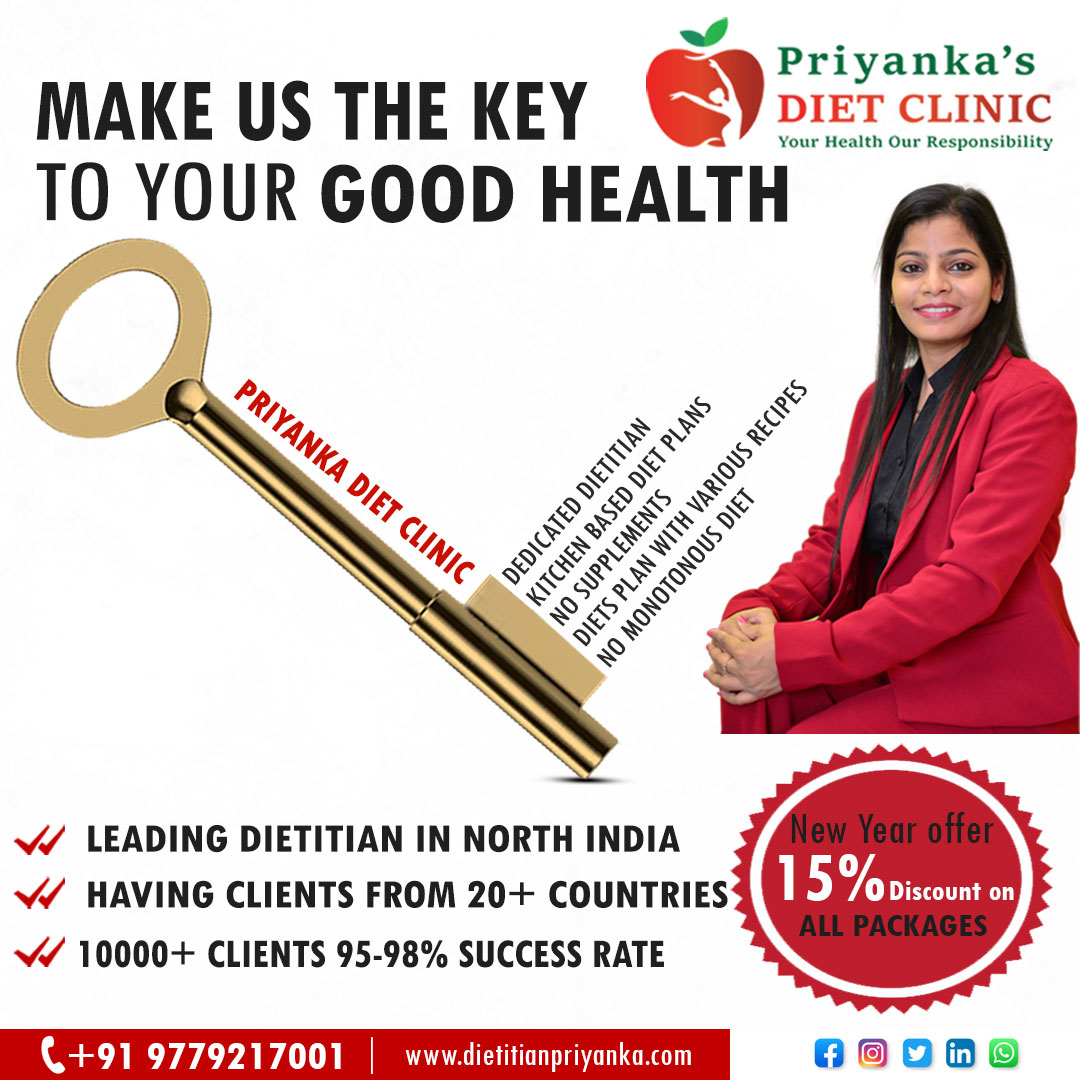 Priyanka's
DIET CLINIC
Your Health Our Responsibility
MAKE US THE KEY
TO YOUR GOOD HEALTH
PRIYANKA DIET CLINIC
DEDICATED DIETITIAN
KITCHEN BASED DIET PLANS
NO SUPPLEMENTS
DIETS PLAN WITH VARIOUS RECIPES
NO MONOTONOUS DIET
LEADING DIETITIAN IN NORTH INDIA
HAVING CLIENTS FROM 20+ COUNTRIES
10000+ CLIENTS 95-98% SUCCESS RATE
New Year offer
15% Discount on
ALL PACKAGES
+91 9779217001
www.dietitianpriyanka.com